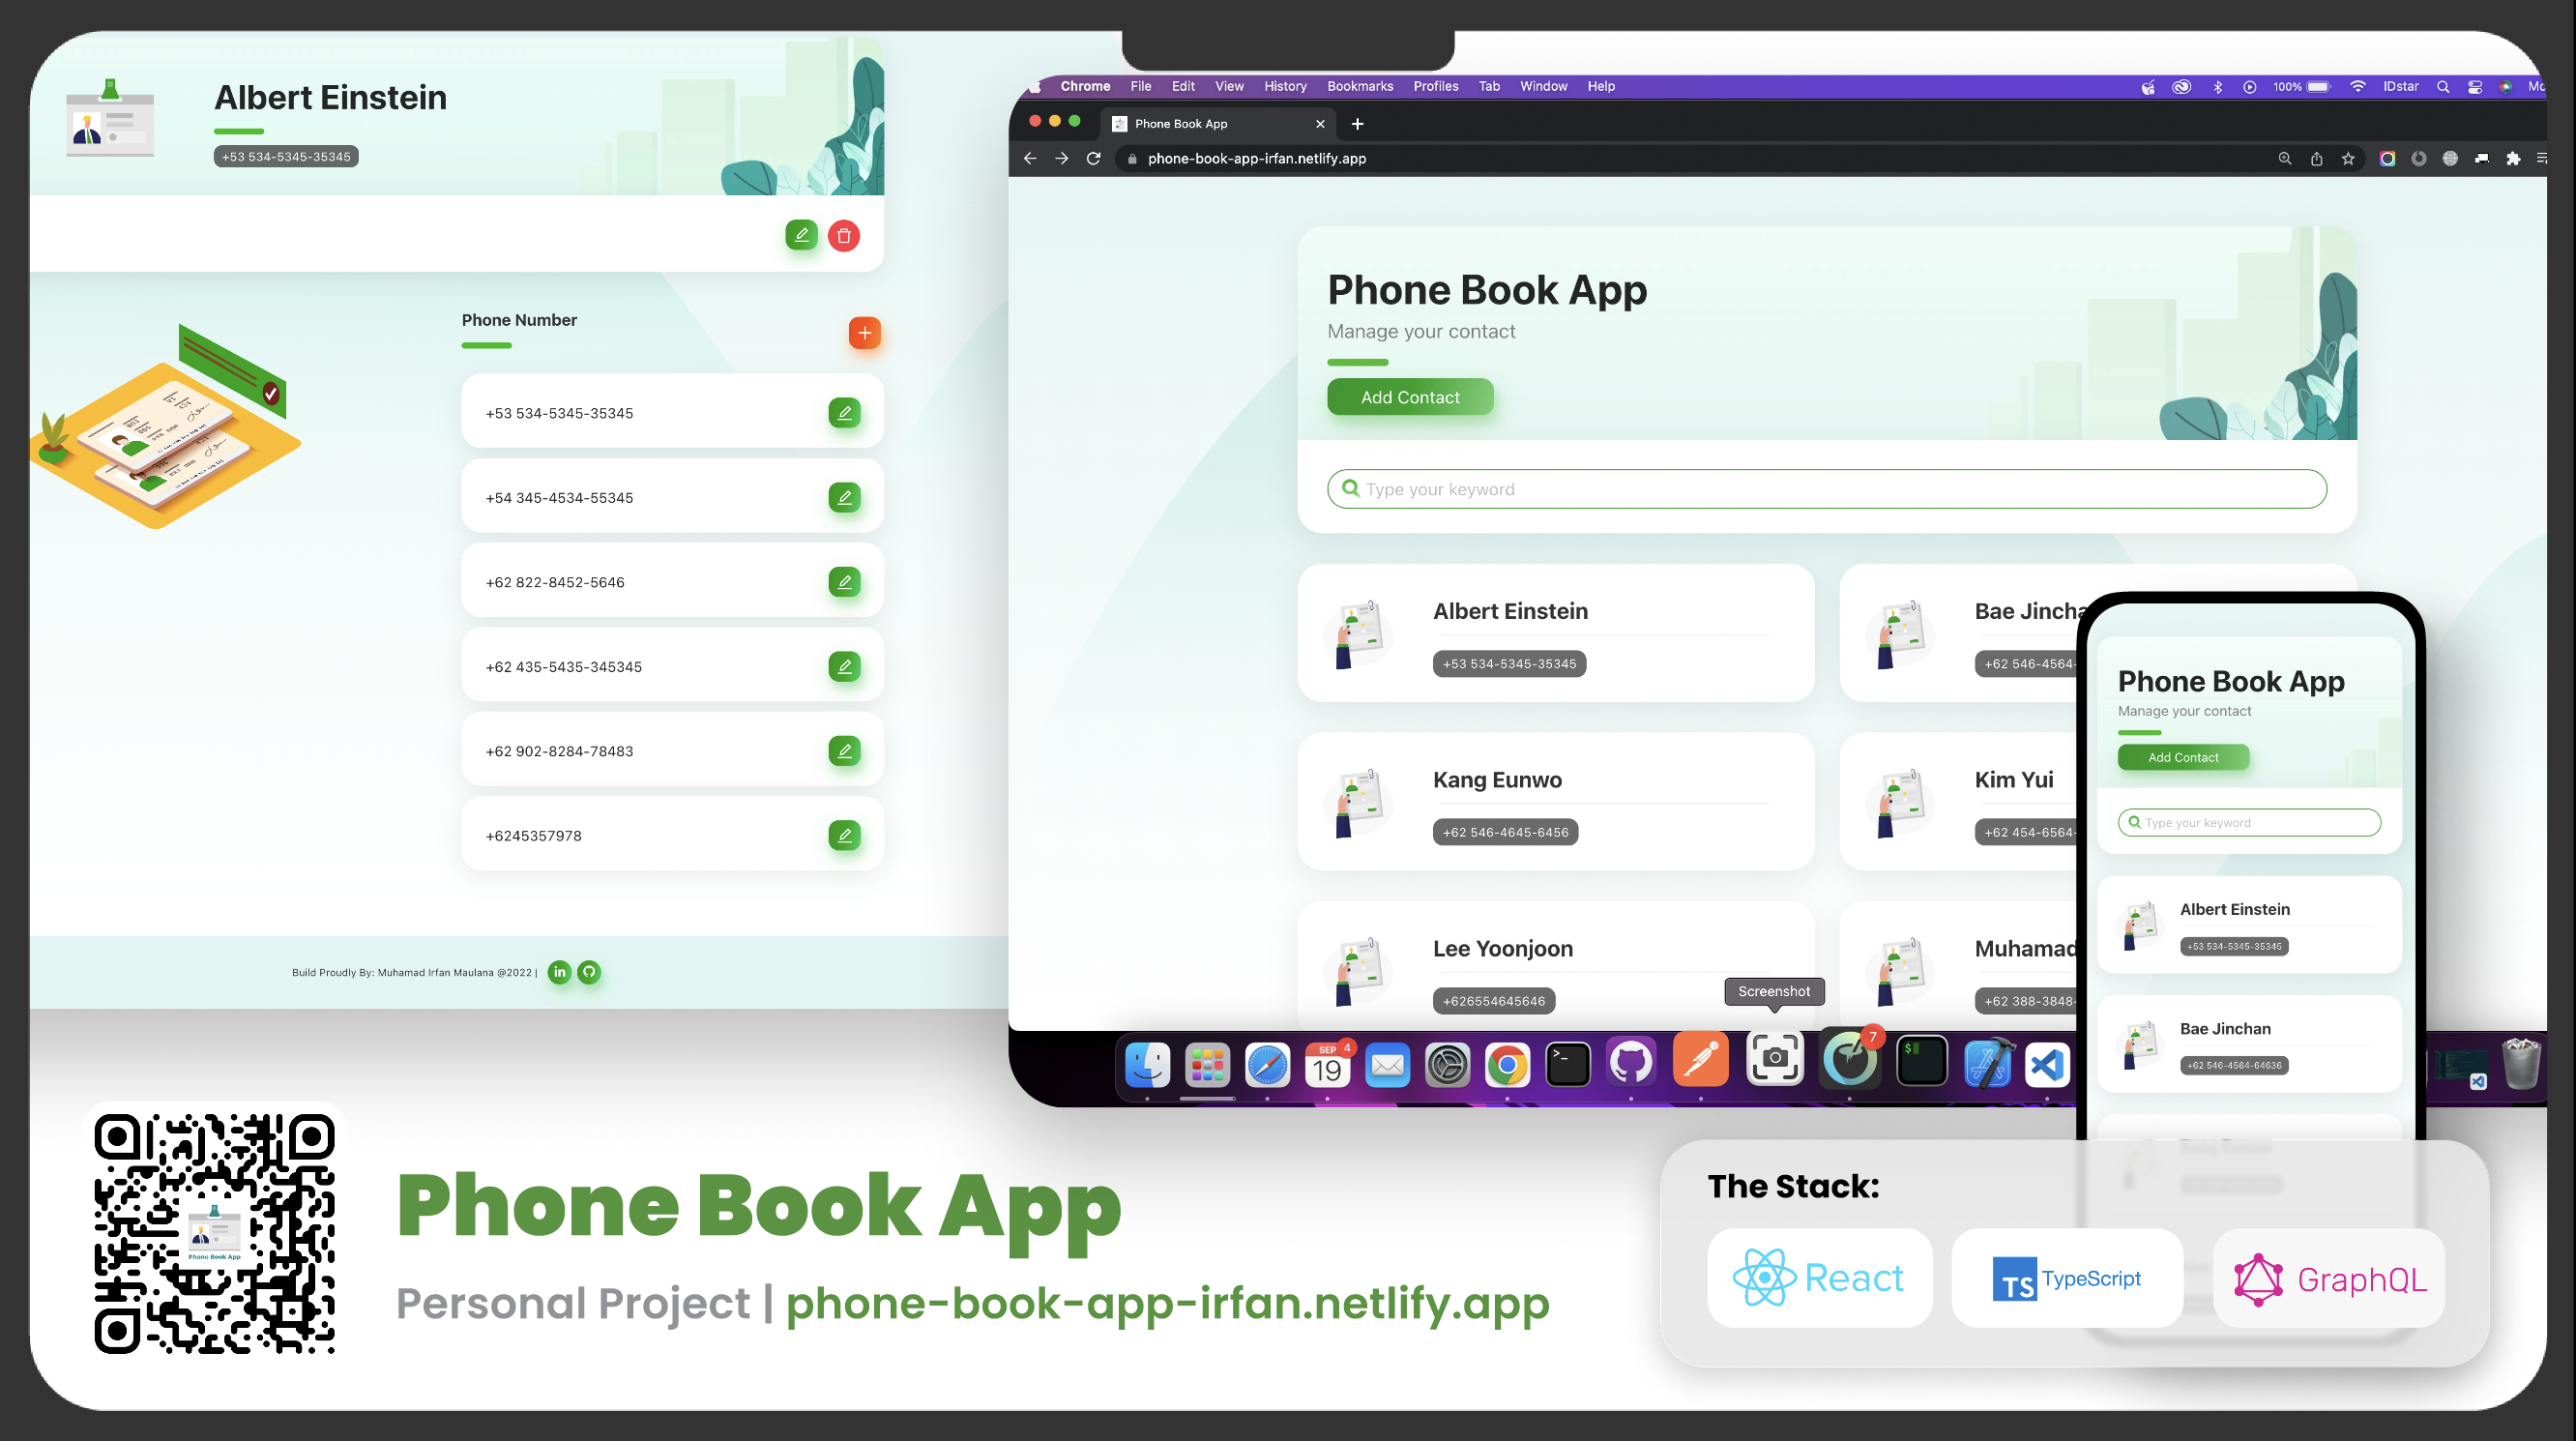 Albert Einstein
+53 534-5345-35345
Phone Number
+53 534-5345-35345
+54 345-4534-55345
+62 822-8452-5646
+62 435-5435-345345
+62 902-8284-78483
+6245357978
Build Proudly By: Muhamad Irfan Maulana @2022 |
in
Chrome File Edit View History Bookmarks Profiles Tab Window Help
100% IDstar
Phone Book App
phone-book-app-irfan.netlify.app
Phone Book App
Manage your contact
Add Contact
Type your keyword
Albert Einstein
+53 534-5345-35345
Bae Jincha
+62 546-4564-
Kang Eunwo
+62 546-4645-6456
Kim Yui
+62 454-6564-
Lee Yoonjoon
+626554645646
Muhamad
+62 388-3848-
Screenshot
SEP
19
4
7
Phone Book App
Manage your contact
Add Contact
Type your keyword
Albert Einstein
+53 534-5345-35345
Bae Jinchan
+62 546-4564-64636
Phone Book App
Phone Book App
Personal Project | phone-book-app-irfan.netlify.app
The Stack:
React
TS TypeScript
GraphQL